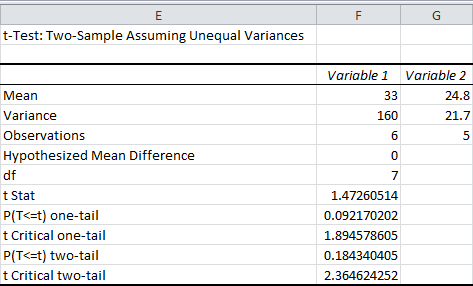 E F G
t-Test: Two-Sample Assuming Unequal Variances
Variable 1 Variable 2
Mean 33 24.8
Variance 160 21.7
Observations 6 5
Hypothesized Mean Difference 0
df 7
t Stat 1.47260514
P(T<=t) one-tail 0.092170202
t Critical one-tail 1.894578605
P(T<=t) two-tail 0.184340405
t Critical two-tail 2.364624252